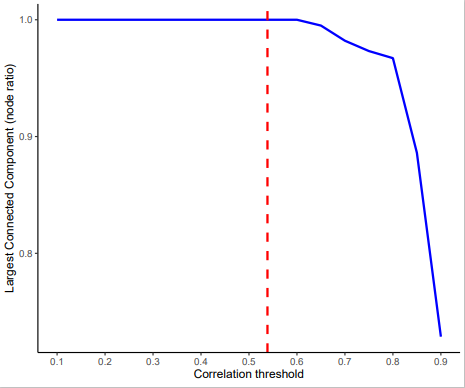 Largest Connected Component (node ratio)
1.0
0.9
0.8
0.1 0.2 0.3 0.4 0.5 0.6 0.7 0.8 0.9
Correlation threshold